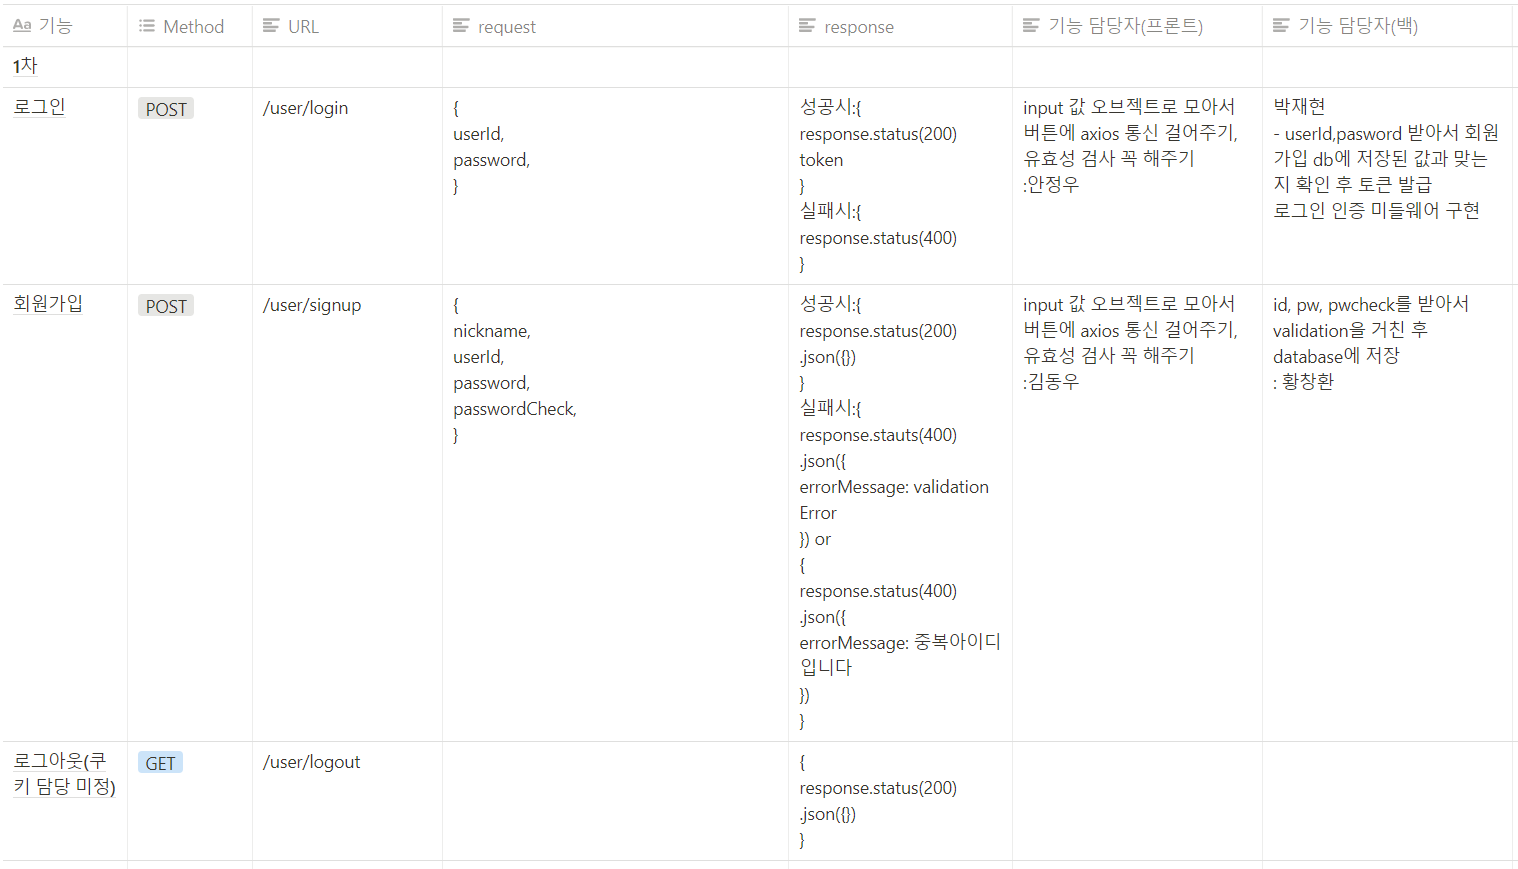 Aa 기능
Method
URL
request
response
기능 담당자(프론트)
기능 담당자(백)
1차
로그인
POST
/user/login
{
userId,
password,
}
성공시:{
response.status(200)
token
}
실패시:{
response.status(400)
}
input 값 오브젝트로 모아서
버튼에 axios 통신 걸어주기,
유효성 검사 꼭 해주기
:안정우
박재현
- userId,pasword 받아서 회원
가입 db에 저장된 값과 맞는
지 확인 후 토큰 발급
로그인 인증 미들웨어 구현
회원가입
POST
/user/signup
{
nickname,
userId,
password,
passwordCheck,
}
성공시:{
response.status(200)
.json({})
}
실패시:{
response.stauts(400)
.json({
errorMessage: validation
Error
}) or
{
response.status(400)
.json({
errorMessage: 중복아이디
입니다
})
}
input 값 오브젝트로 모아서
버튼에 axios 통신 걸어주기,
유효성 검사 꼭 해주기
:김동우
id, pw, pwcheck를 받아서
validation을 거친 후
database에 저장
: 황창환
로그아웃(쿠
키 담당 미정)
GET
/user/logout
{
response.status(200)
.json({})
}